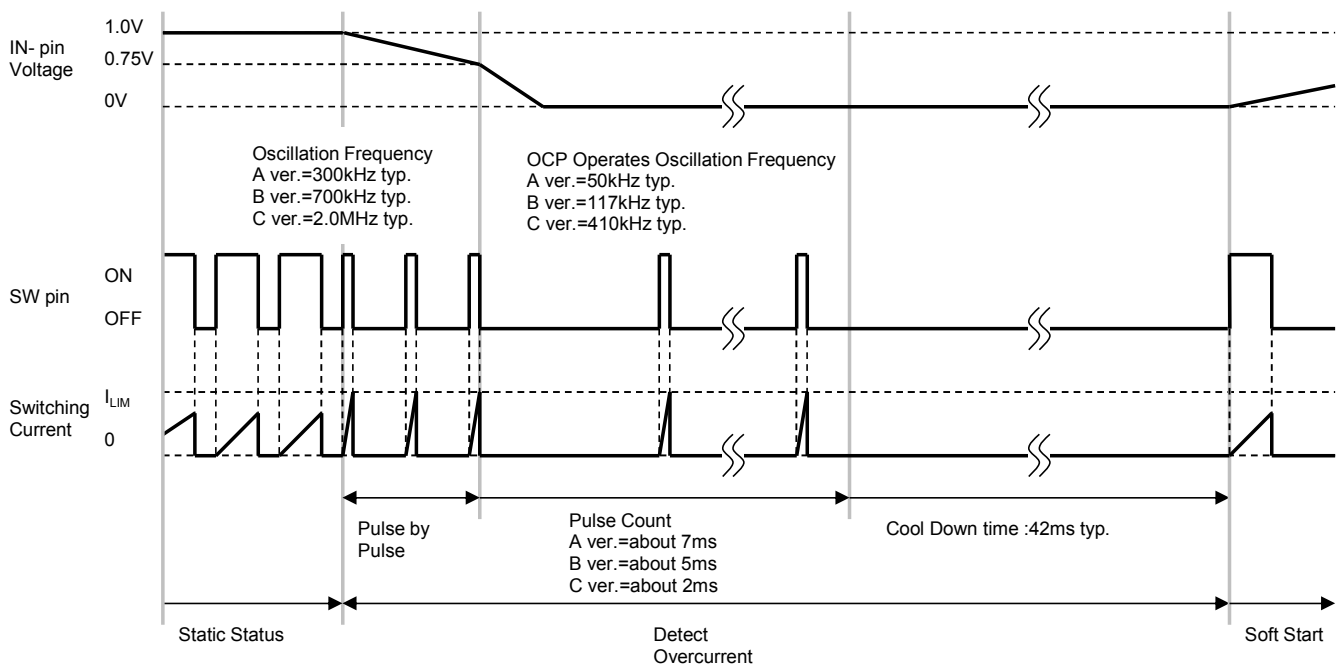 IN- pin
Voltage
1.0V
0.75V
0V
Oscillation Frequency
A ver.=300kHz typ.
B ver.=700kHz typ.
C ver.=2.0MHz typ.
OCP Operates Oscillation Frequency
A ver.=50kHz typ.
B ver.=117kHz typ.
C ver.=410kHz typ.
SW pin
ON
OFF
Switching
Current
ILIM
0
Pulse by
Pulse
Pulse Count
A ver.=about 7ms
B ver.=about 5ms
C ver.=about 2ms
Cool Down time :42ms typ.
Static Status
Detect
Overcurrent
Soft Start